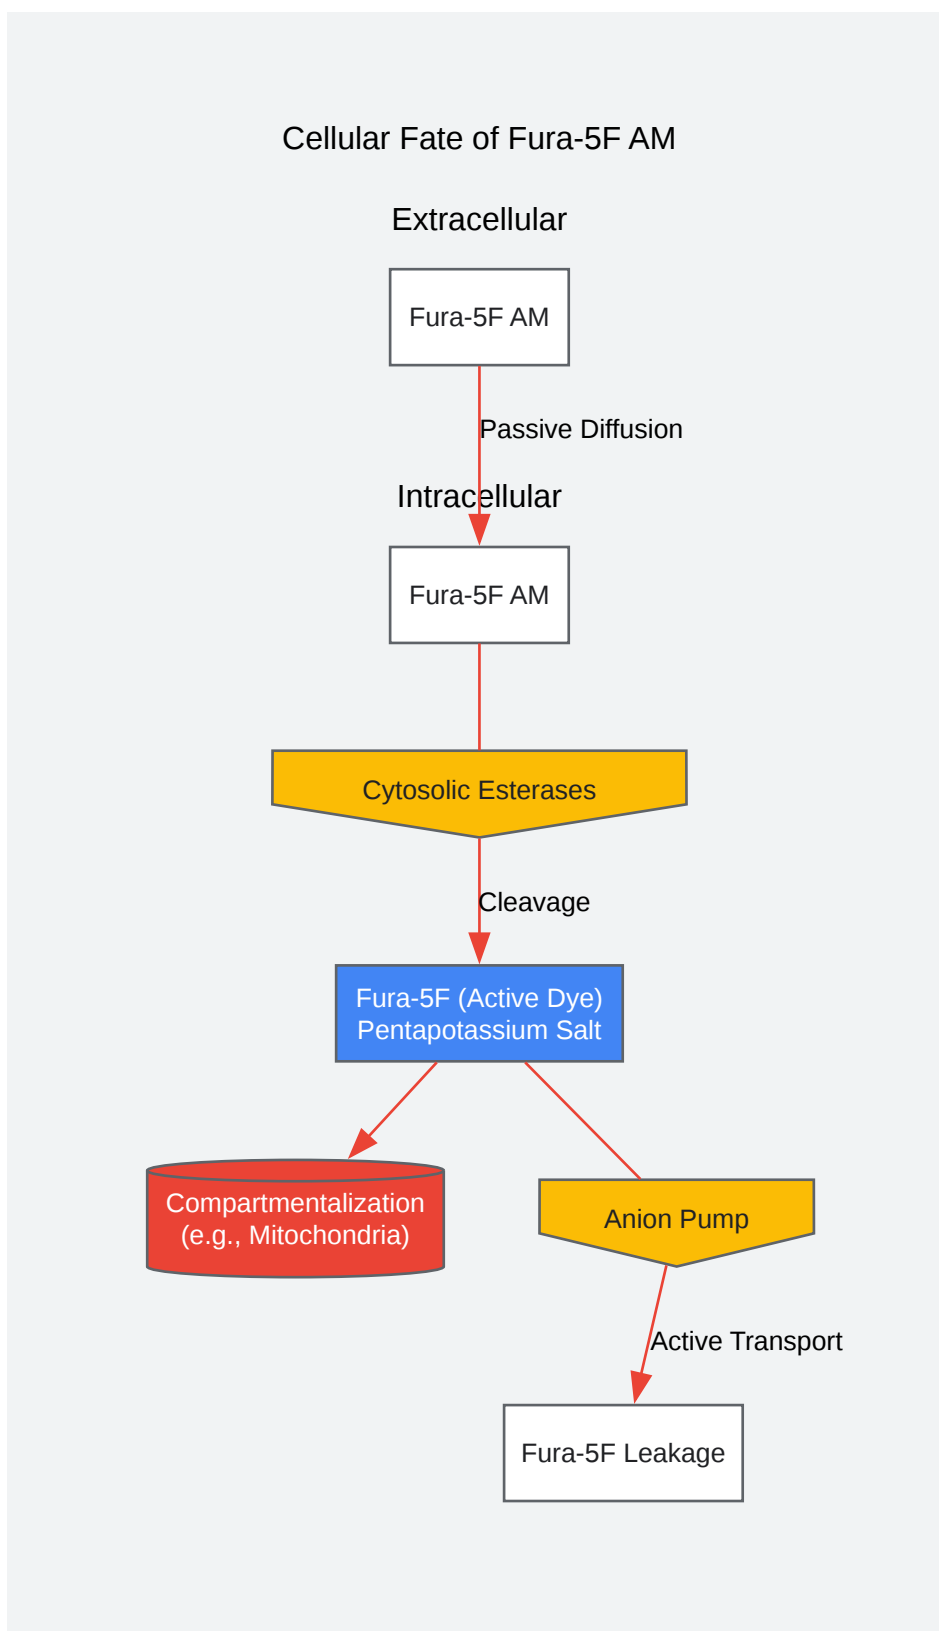 Cellular Fate of Fura-5F AM
Extracellular
Fura-5F AM
Passive Diffusion
Intracellular
Fura-5F AM
Cytosolic Esterases
Cleavage
Fura-5F (Active Dye)
Pentapotassium Salt
Compartmentalization
(e.g., Mitochondria)
Anion Pump
Active Transport
Fura-5F Leakage